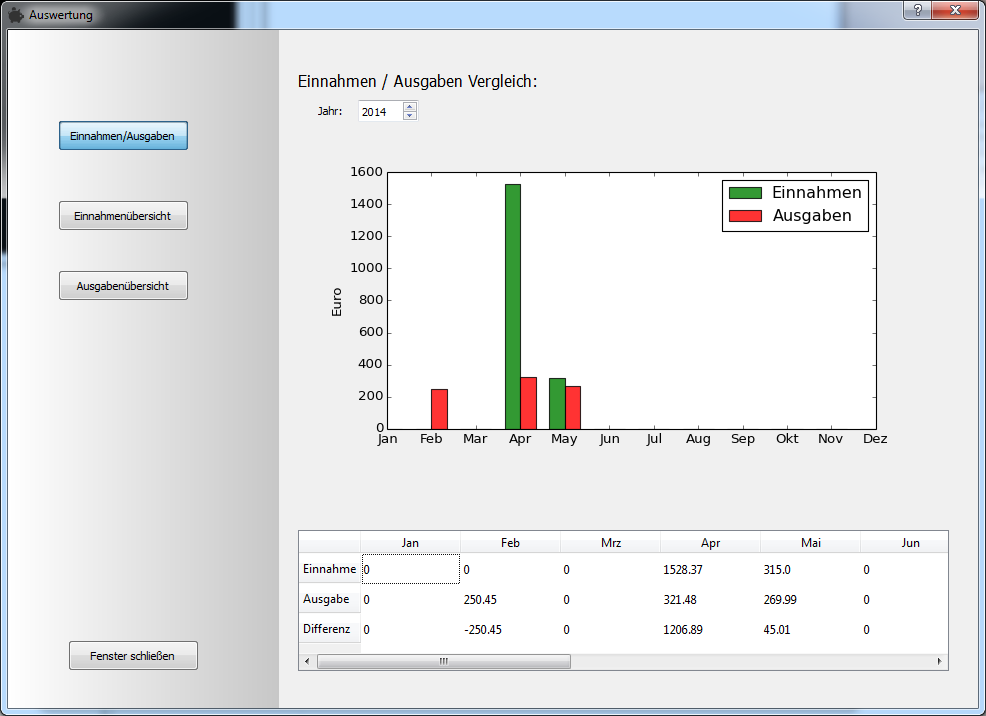 Auswertung
Einnahmen / Ausgaben Vergleich:
Jahr: 2014
Einnahmen/Ausgaben
Einnahmenübersicht
Ausgabenübersicht
Fenster schließen
1600
1400
1200
1000
800
600
400
200
0
Euro
Einnahmen
Ausgaben
Jan Feb Mar Apr May Jun Jul Aug Sep Okt Nov Dez
Jan Feb Mrz Apr Mai Jun
Einnahme 0 0 0 1528.37 315.0 0
Ausgabe 0 250.45 0 321.48 269.99 0
Differenz 0 -250.45 0 1206.89 45.01 0